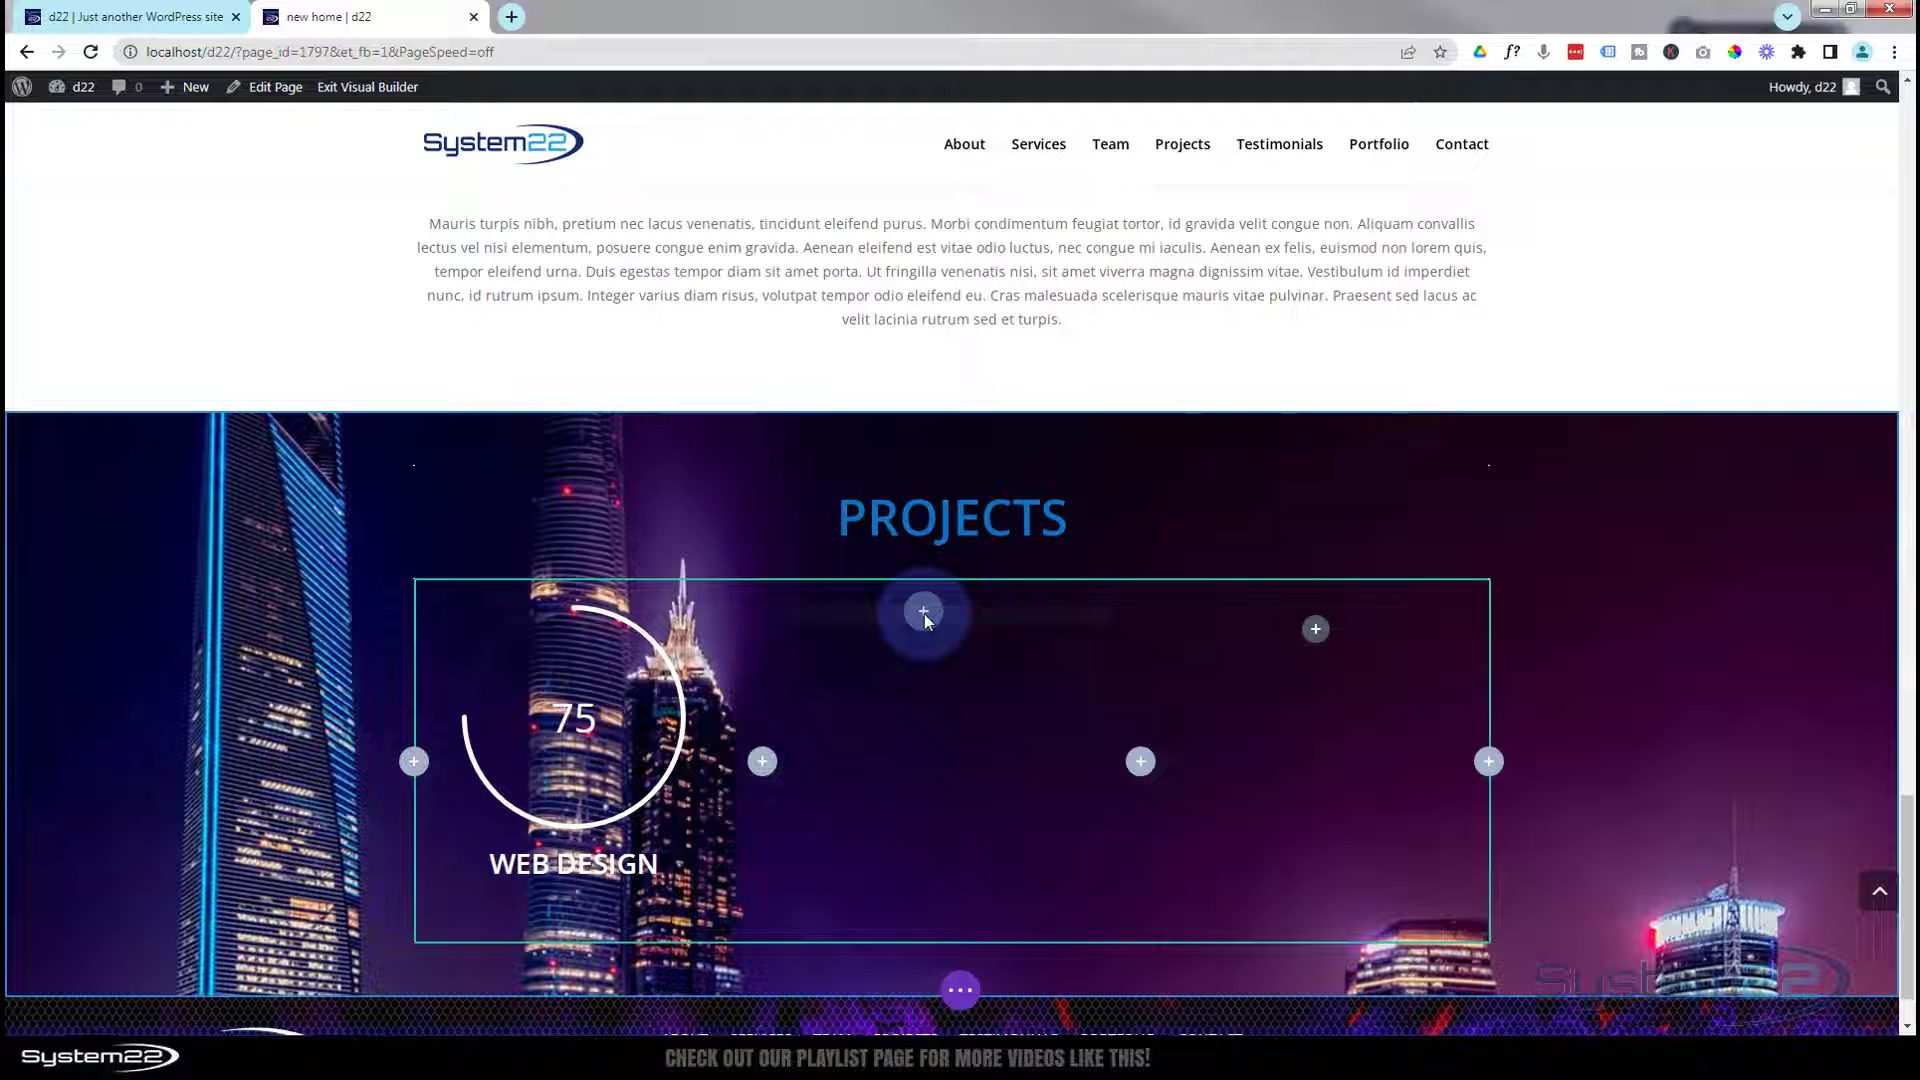 d22 | Just another WordPress site
new home | d22
localhost/d22/?page_id=1797&et_fb=1&PageSpeed=off
d22 0 New Edit Page Exit Visual Builder
Howdy, d22
System22
About Services Team Projects Testimonials Portfolio Contact
Mauris turpis nibh, pretium nec lacus venenatis, tincidunt eleifend purus. Morbi condimentum feugiat tortor, id gravida velit congue non. Aliquam convallis
lectus vel nisi elementum, posuere congue enim gravida. Aenean eleifend est vitae odio luctus, nec congue mi iaculis. Aenean ex felis, euismod non lorem quis,
tempor eleifend urna. Duis egestas tempor diam sit amet porta. Ut fringilla venenatis nisi, sit amet viverra magna dignissim vitae. Vestibulum id imperdiet
nunc, id rutrum ipsum. Integer varius diam risus, volutpat tempor odio eleifend eu. Cras malesuada scelerisque mauris vitae pulvinar. Praesent sed lacus ac
velit lacinia rutrum sed et turpis.
PROJECTS
75
WEB DESIGN
System22
System22
CHECK OUT OUR PLAYLIST PAGE FOR MORE VIDEOS LIKE THIS!